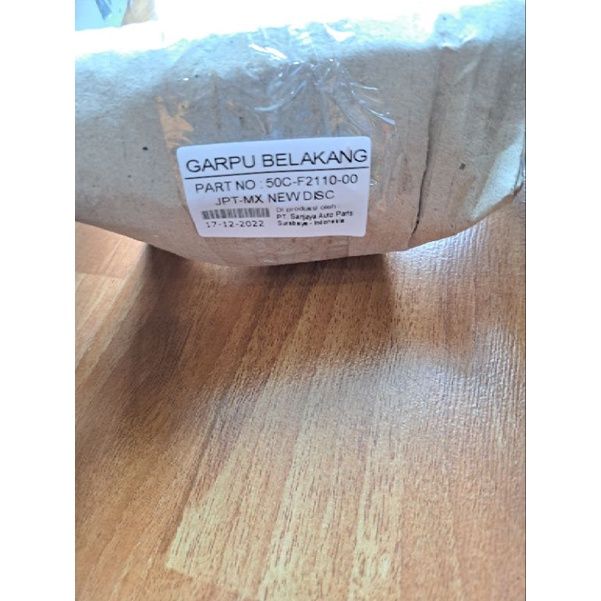 GARPU BELAKANG
PART NO : 50C-F2110-00
JPT-MX NEW DISC
Di produksi oleh :
PT. Sanjaya Auto Parts
17-12-2022
Surabaya - Indonesia